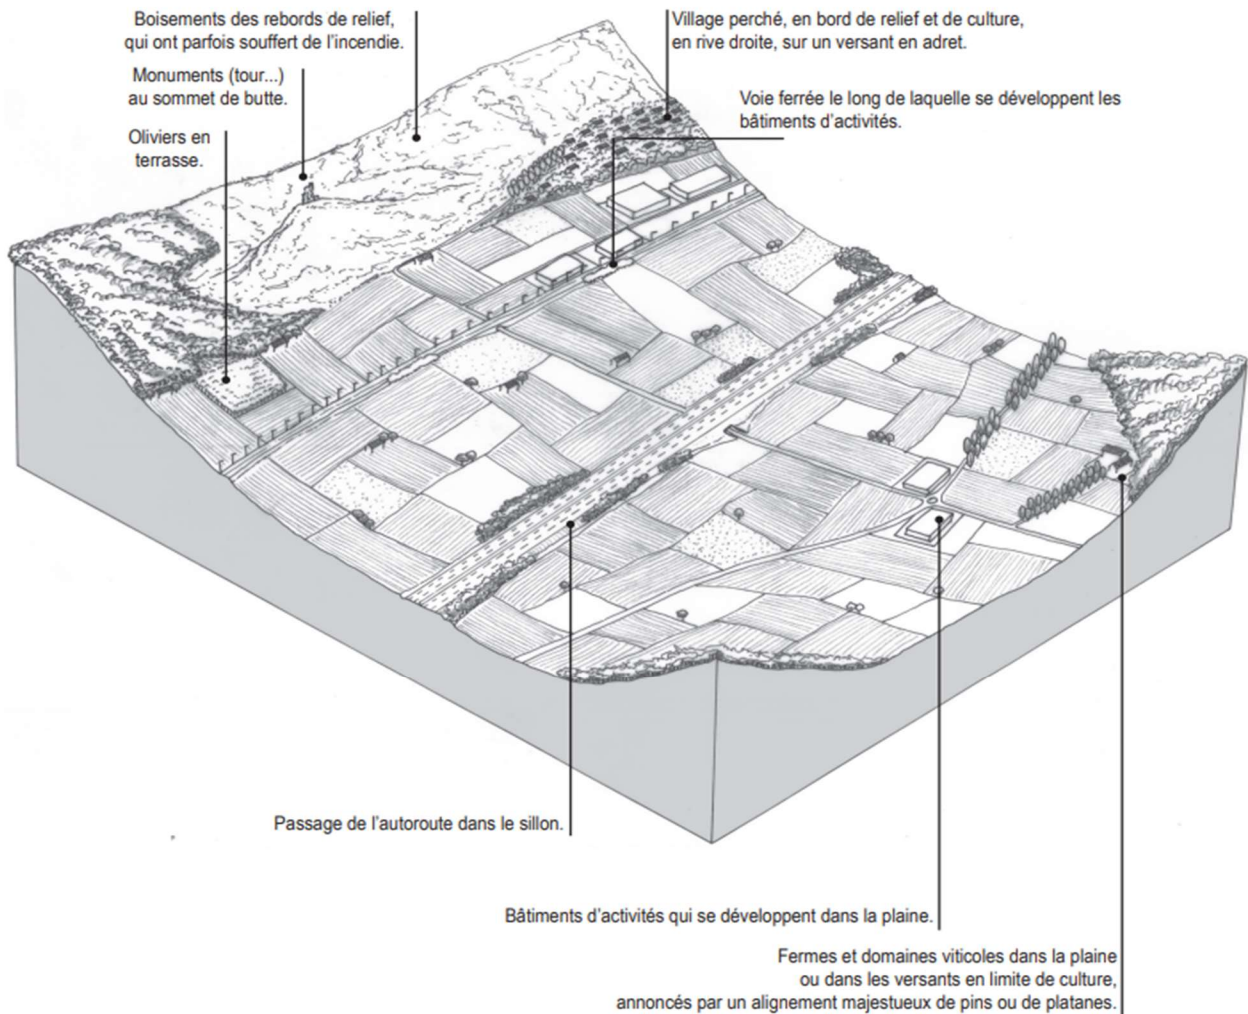 Boisements des rebords de relief,
qui ont parfois souffert de l'incendie.
Village perché, en bord de relief et de culture,
en rive droite, sur un versant en adret.
Monuments (tour...)
au sommet de butte.
Voie ferrée le long de laquelle se développent les
bâtiments d'activités.
Oliviers en
terrasse.
Passage de l'autoroute dans le sillon.
Bâtiments d'activités qui se développent dans la plaine.
Fermes et domaines viticoles dans la plaine
ou dans les versants en limite de culture,
annoncés par un alignement majestueux de pins ou de platanes.